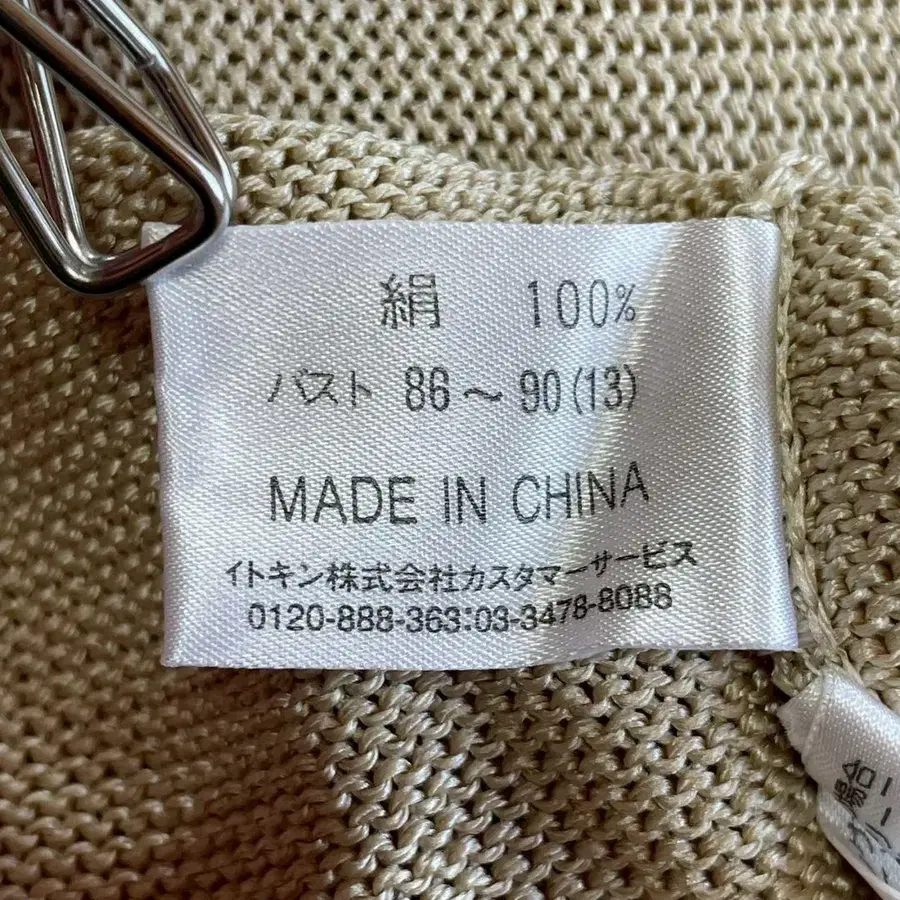 絹 100%
バスト 86～90(13)
MADE IN CHINA
イトキン株式会社カスタマーサービス
0120-888-363:03-3478-8088